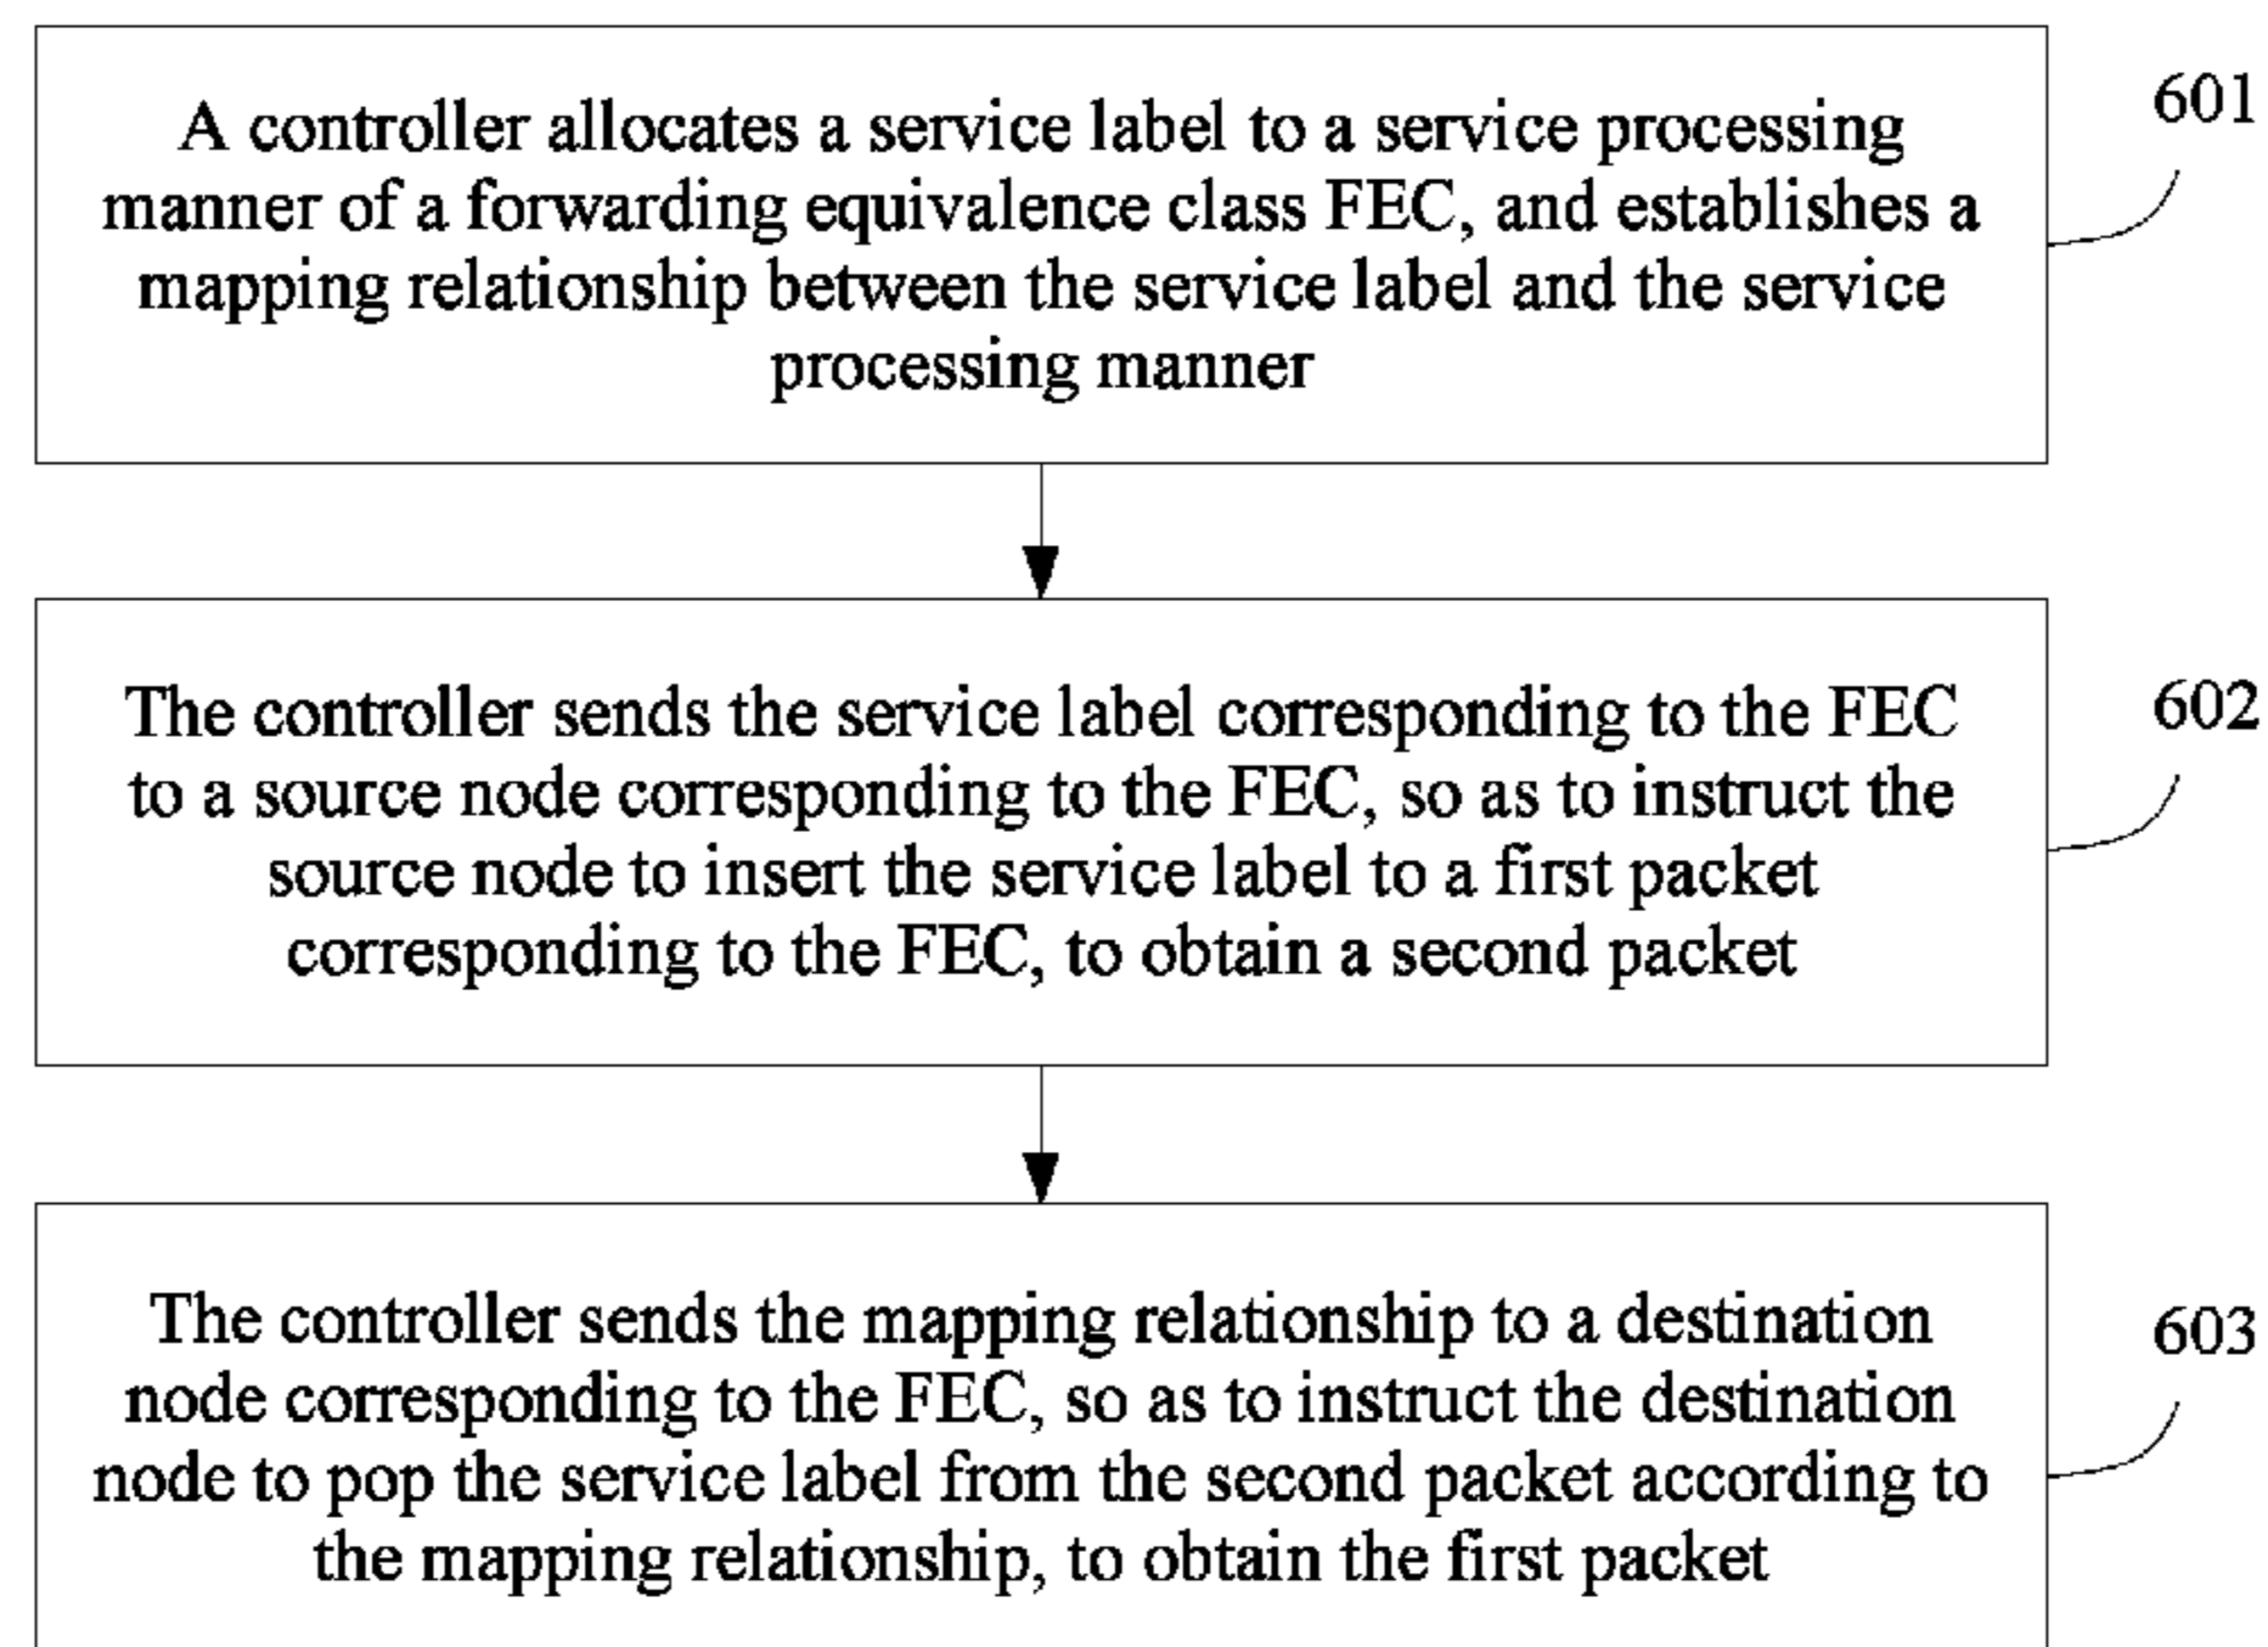 A controller allocates a service label to a service processing
manner of a forwarding equivalence class FEC, and establishes a
mapping relationship between the service label and the service
processing manner
601
The controller sends the service label corresponding to the FEC
to a source node corresponding to the FEC, so as to instruct the
source node to insert the service label to a first packet
corresponding to the FEC, to obtain a second packet
602
The controller sends the mapping relationship to a destination
node corresponding to the FEC, so as to instruct the destination
node to pop the service label from the second packet according to
the mapping relationship, to obtain the first packet
603